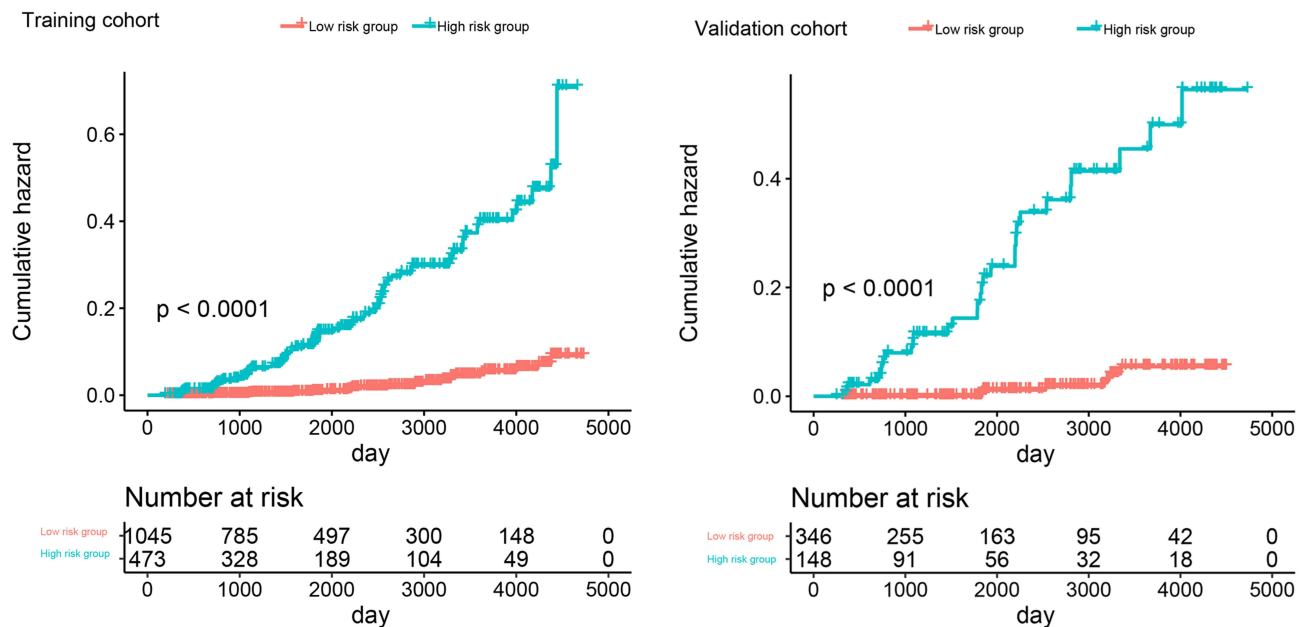 Training cohort
Low risk group High risk group
Cumulative hazard
0.6
0.4
0.2
0.0
p < 0.0001
0 1000 2000 3000 4000 5000
day
Number at risk
Low risk group 1045 785 497 300 148 0
High risk group 473 328 189 104 49 0
0 1000 2000 3000 4000 5000
day
Validation cohort
Low risk group High risk group
Cumulative hazard
0.4
0.2
0.0
p < 0.0001
0 1000 2000 3000 4000 5000
day
Number at risk
Low risk group 346 255 163 95 42 0
High risk group 148 91 56 32 18 0
0 1000 2000 3000 4000 5000
day